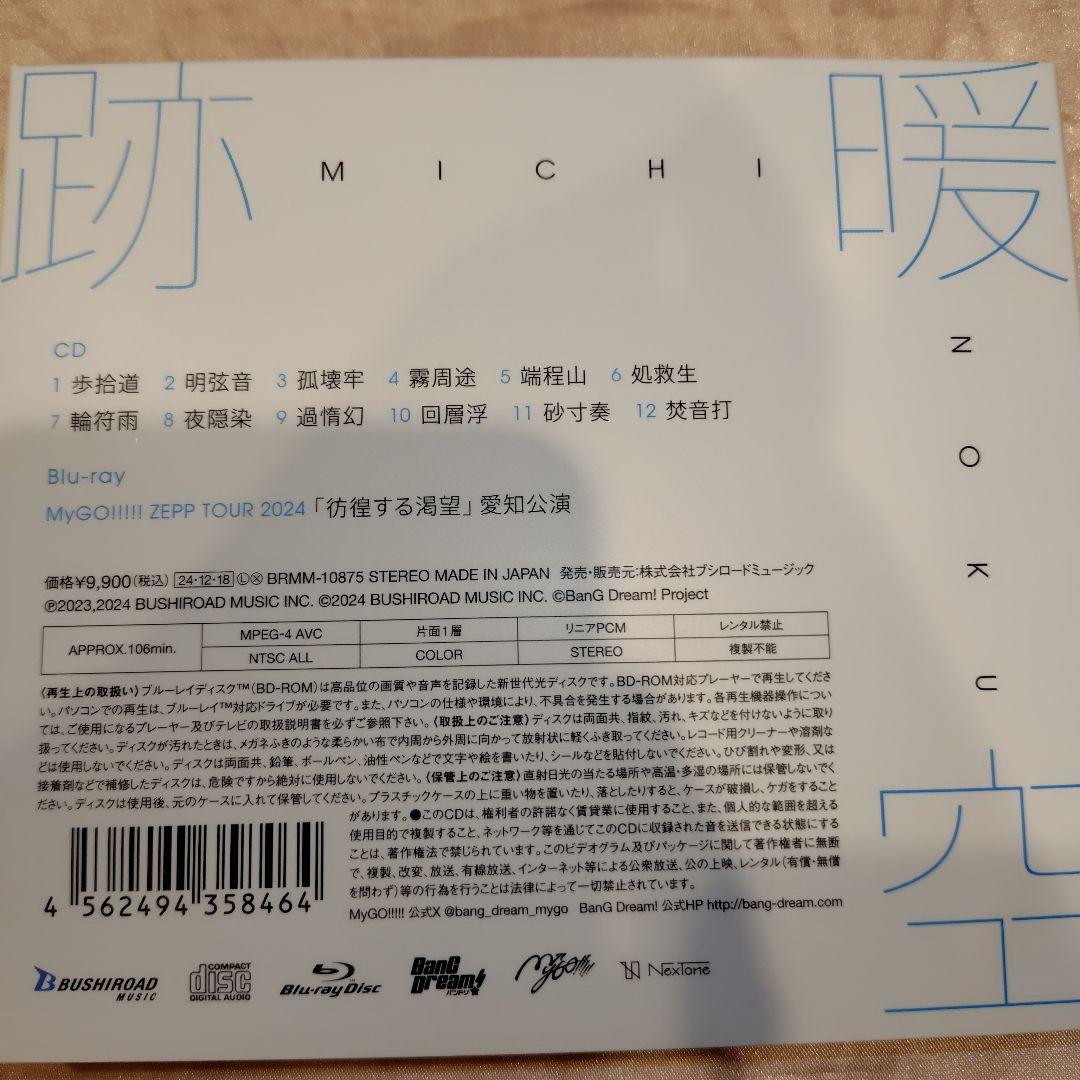 跡 暖 空
MICHI
NOKU
CD
1 歩拾道 2 明弦音 3 孤壊牢 4 霧周途 5 端程山 6 処救生
7 輪符雨 8 夜隠染 9 過惰幻 10 回層浮 11 砂寸奏 12 焚音打
Blu-ray
MyGO!!!!! ZEPP TOUR 2024「彷徨する渇望」愛知公演
価格¥9,900(税込) 24・12・18 Ⓛⓧ BRMM-10875 STEREO MADE IN JAPAN 発売・販売元:株式会社ブシロードミュージック
Ⓟ2023,2024 BUSHIROAD MUSIC INC. ©2024 BUSHIROAD MUSIC INC. ©BanG Dream! Project
APPROX.106min. MPEG-4 AVC 片面1層 リニアPCM レンタル禁止
NTSC ALL COLOR STEREO 複製不能
〈再生上の取扱い〉ブルーレイディスク™(BD-ROM)は高品位の画質や音声を記録した新世代光ディスクです。BD-ROM対応プレーヤーで再生してくださ
い。パソコンでの再生は、ブルーレイ™対応ドライブが必要です。また、パソコンの仕様や環境により、不具合を発生する場合があります。各再生機器操作につい
ては、ご使用になるプレーヤー及びテレビの取扱説明書を必ずご参照下さい。〈取扱上のご注意〉ディスクは両面共、指紋、汚れ、キズなどを付けないように取り
扱ってください。ディスクが汚れたときは、メガネふきのような柔らかい布で内周から外周に向かって放射状に軽くふき取ってください。レコード用クリーナーや溶剤な
どは使用しないでください。ディスクは両面共、鉛筆、ボールペン、油性ペンなどで文字や絵を書いたり、シールなどを貼付しないでください。ひび割れや変形、又は
接着剤などで補修したディスクは、危険ですから絶対に使用しないでください。〈保管上のご注意〉直射日光の当たる場所や高温・多湿の場所には保管しないでく
ださい。ディスクは使用後、元のケースに入れて保管してください。プラスチックケースの上に重い物を置いたり、落としたりすると、ケースが破損し、ケガをすること
があります。●このCDは、権利者の許諾なく賃貸業に使用すること、また、個人的な範囲を超える
使用目的で複製すること、ネットワーク等を通じてこのCDに収録された音を送信できる状態にする
ことは、著作権法で禁じられています。このビデオグラム及びパッケージに関して著作権者に無断
で、複製、改変、放送、有線放送、インターネット等による公衆放送、公の上映、レンタル(有償・無償
を問わず)等の行為を行うことは法律によって一切禁止されています。
MyGO!!!!! 公式X @bang_dream_mygo BanG Dream! 公式HP http://bang-dream.com
4 562494 358464
BUSHIROAD MUSIC
COMPACT disc DIGITAL AUDIO
Blu-ray Disc
BanG Dream! バンドリ
MyGO!!!!!
NexTone